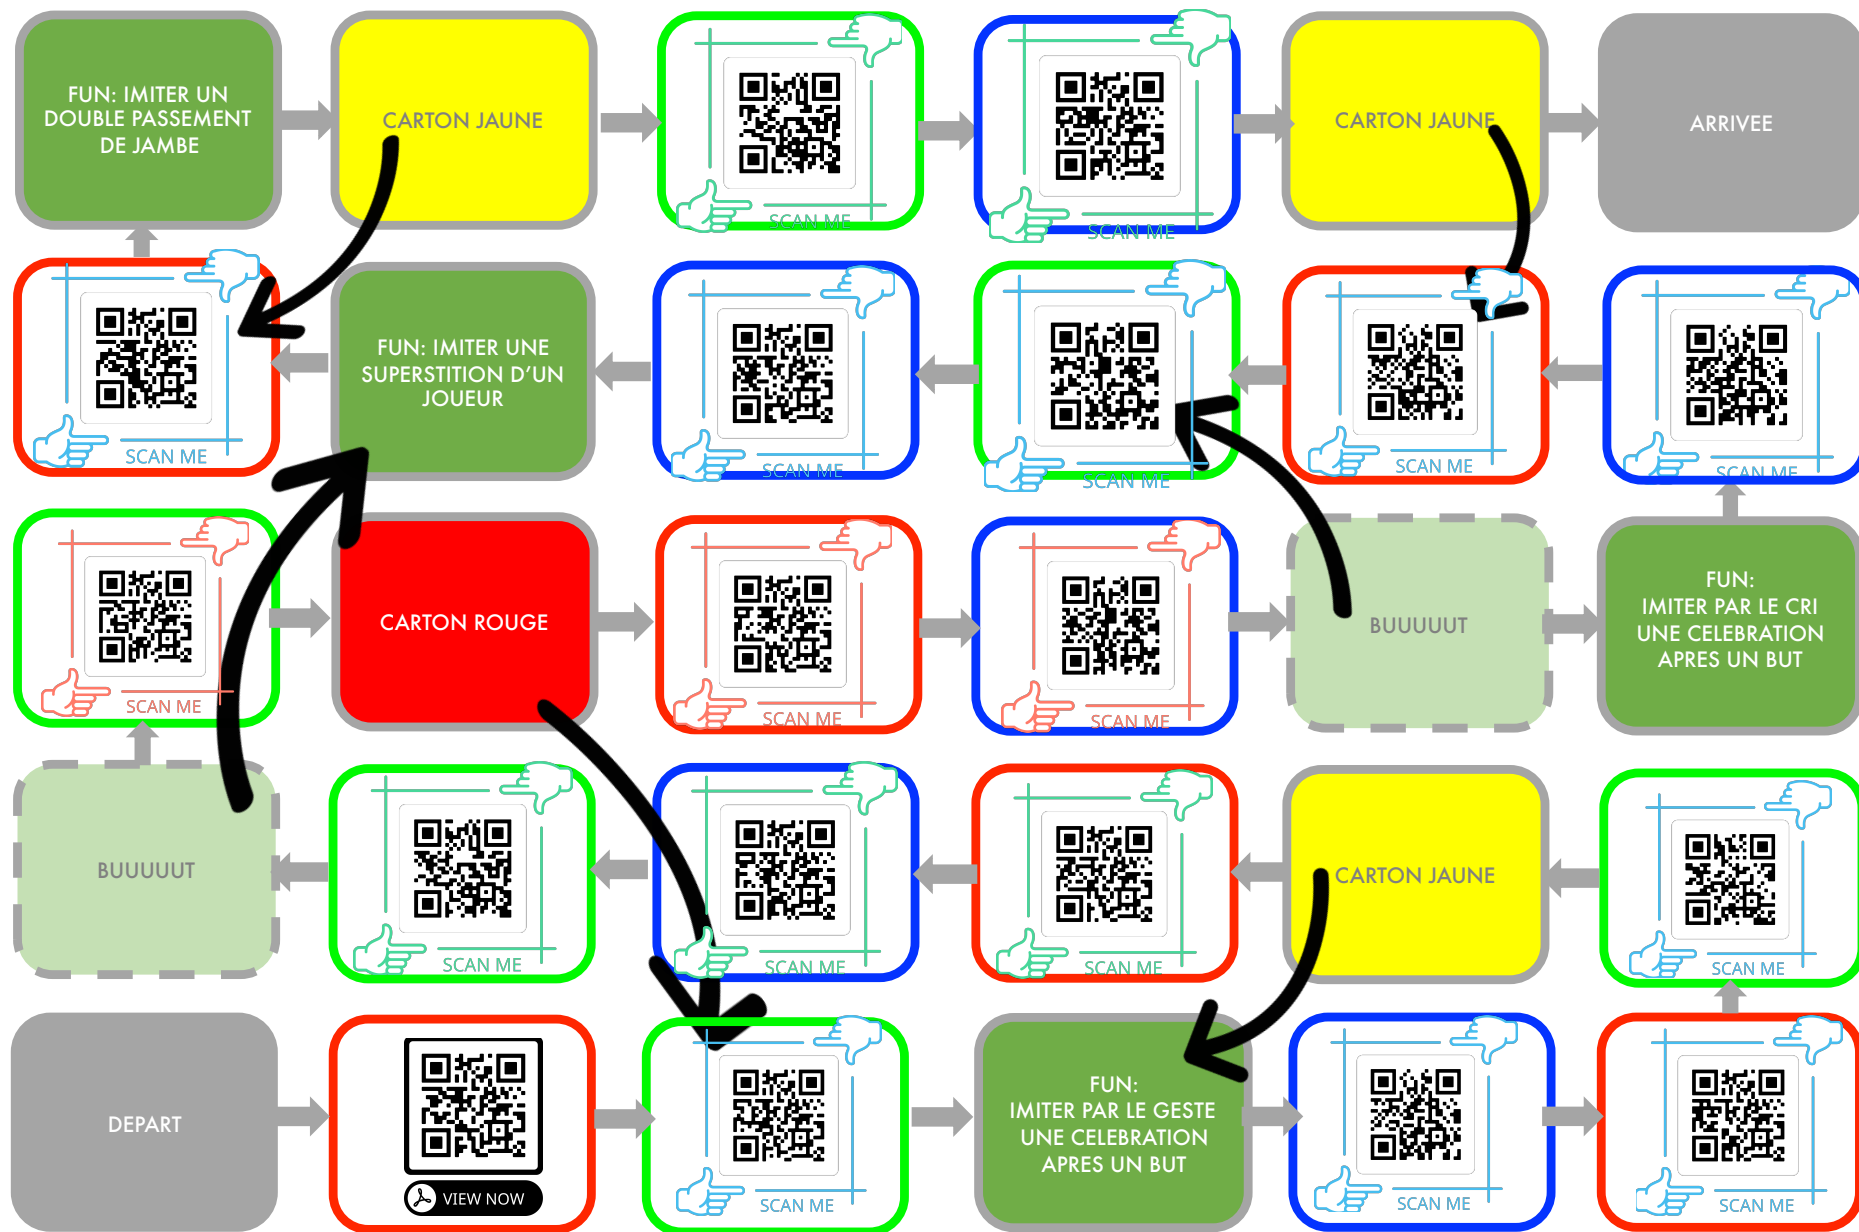 FUN: IMITER UN
DOUBLE PASSEMENT
DE JAMBE
CARTON JAUNE
SCAN ME
SCAN ME
CARTON JAUNE
ARRIVEE
SCAN ME
FUN: IMITER UNE
SUPERSTITION D’UN
JOUEUR
SCAN ME
SCAN ME
SCAN ME
SCAN ME
SCAN ME
CARTON ROUGE
SCAN ME
SCAN ME
BUUUUUT
FUN:
IMITER PAR LE CRI
UNE CELEBRATION
APRES UN BUT
BUUUUUT
SCAN ME
SCAN ME
SCAN ME
CARTON JAUNE
SCAN ME
DEPART
VIEW NOW
SCAN ME
FUN:
IMITER PAR LE GESTE
UNE CELEBRATION
APRES UN BUT
SCAN ME
SCAN ME